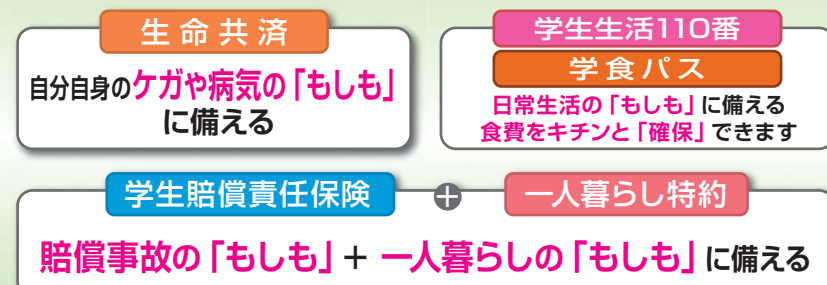 生命共済
自分自身のケガや病気の「もしも」
に備える
学生生活110番
学食パス
日常生活の「もしも」に備える
食費をキチンと「確保」できます
学生賠償責任保険 + 一人暮らし特約
賠償事故の「もしも」+ 一人暮らしの「もしも」に備える